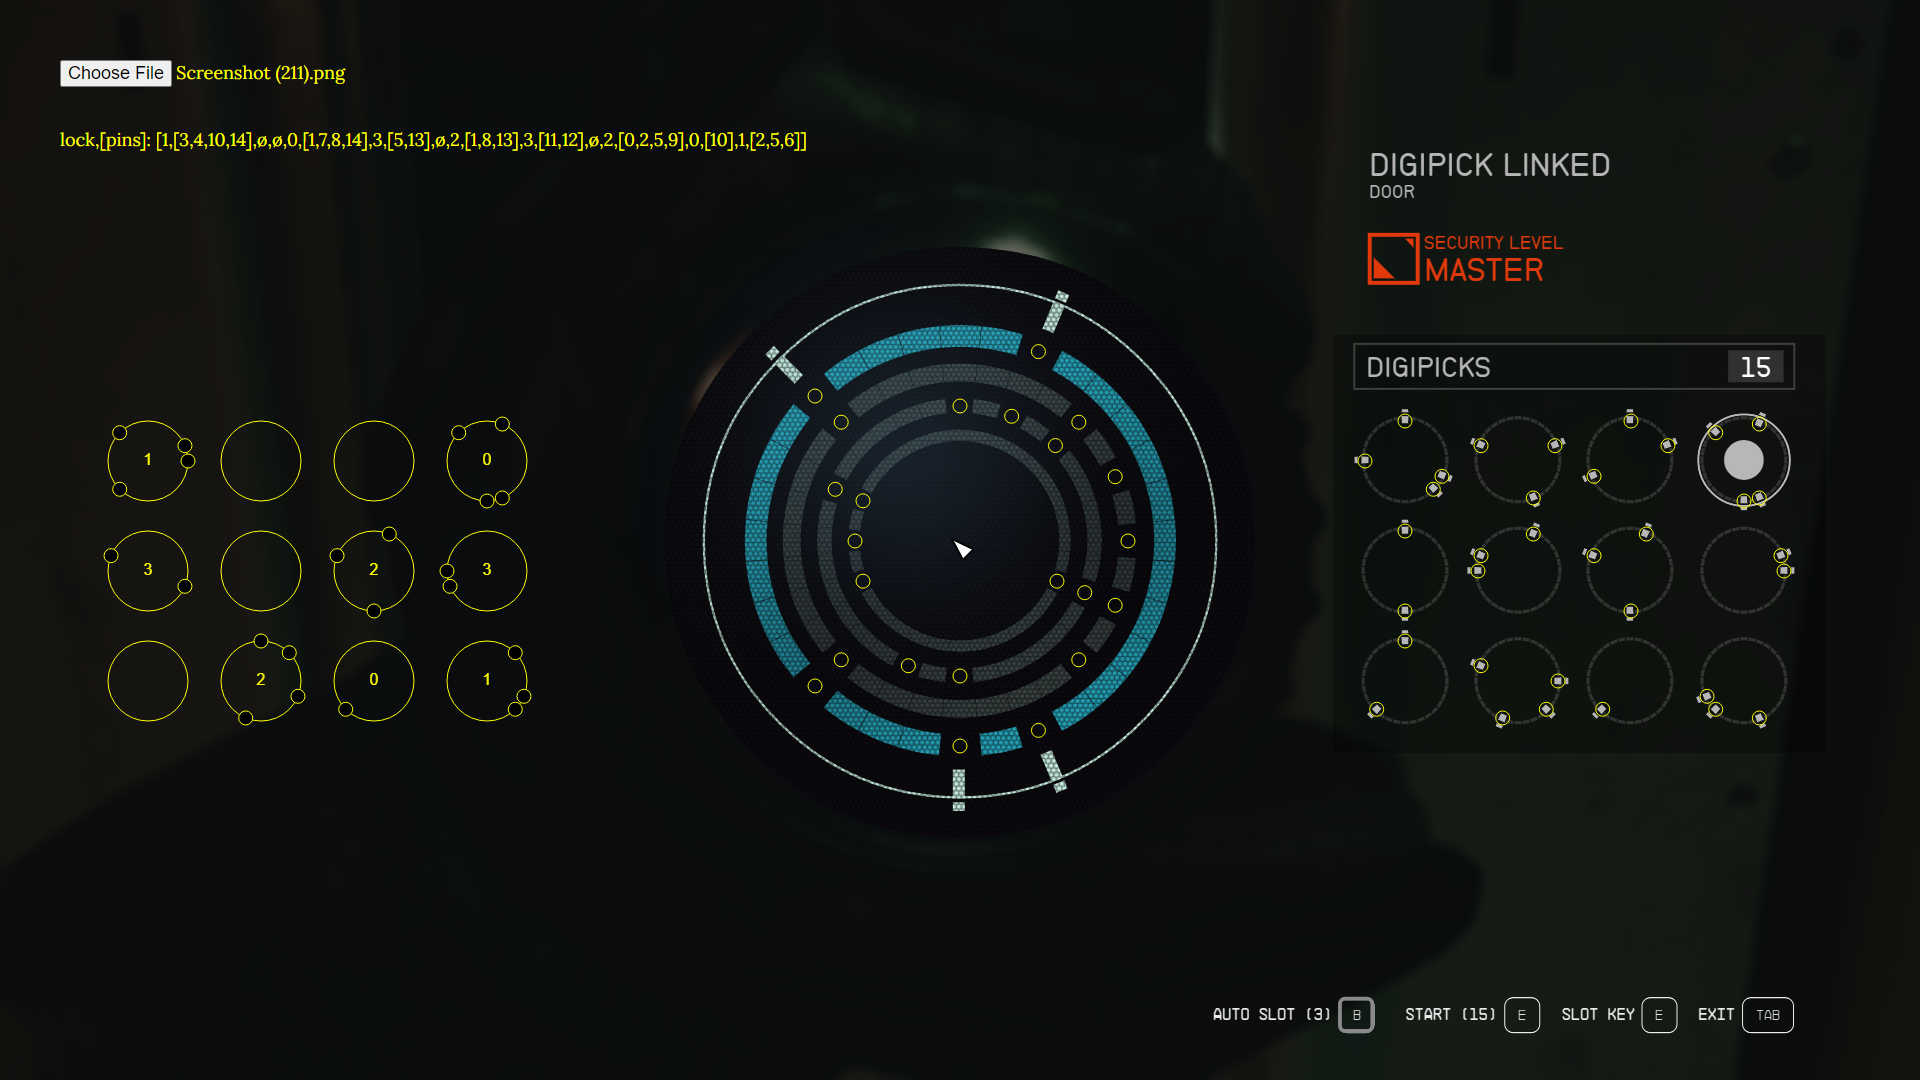 Choose File Screenshot (211).png
lock,[pins]: [1,[3,4,10,14],ø,ø,0,[1,7,8,14],3,[5,13],ø,2,[1,8,13],3,[11,12],ø,2,[0,2,5,9],0,[10],1,[2,5,6]]
DIGIPICK LINKED
DOOR
SECURITY LEVEL
MASTER
DIGIPICKS 15
1 0
3 2 3
2 0 1
AUTO SLOT (3) B START (15) E SLOT KEY E EXIT TAB